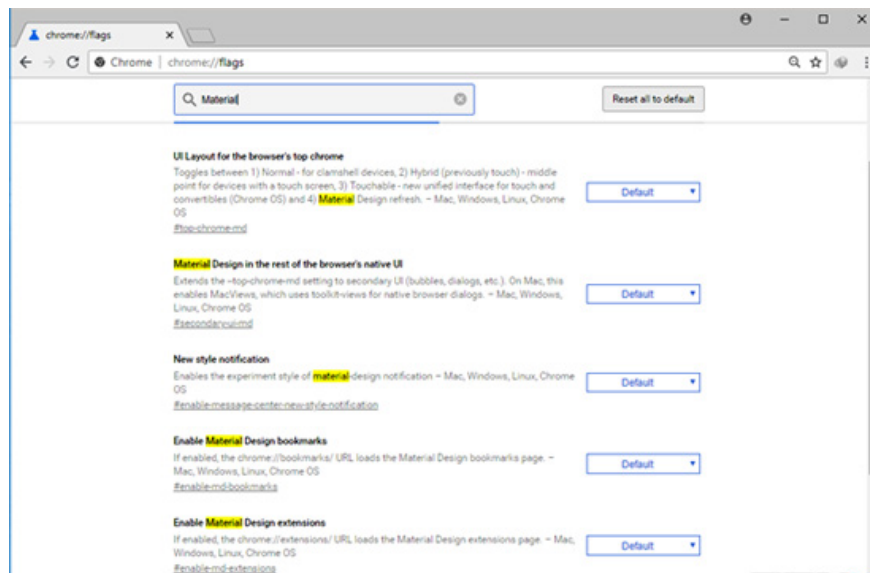 chrome://flags
Chrome | chrome://flags
Material
Reset all to default
UI Layout for the browser's top chrome
Toggles between 1) Normal - for clamshell devices, 2) Hybrid (previously touch) - middle
point for devices with a touch screen, 3) Touchable - new unified interface for touch and
convertibles (Chrome OS) and 4) Material Design refresh. – Mac, Windows, Linux, Chrome
OS
#top-chrome-md
Default
Material Design in the rest of the browser's native UI
Extends the --top-chrome-md setting to secondary UI (bubbles, dialogs, etc.). On Mac, this
enables MacViews, which uses toolkit-views for native browser dialogs. – Mac, Windows,
Linux, Chrome OS
#secondary-ui-md
Default
New style notification
Enables the experiment style of material-design notification – Mac, Windows, Linux, Chrome
OS
#enable-message-center-new-style-notification
Default
Enable Material Design bookmarks
If enabled, the chrome://bookmarks/ URL loads the Material Design bookmarks page. –
Mac, Windows, Linux, Chrome OS
#enable-md-bookmarks
Default
Enable Material Design extensions
If enabled, the chrome://extensions/ URL loads the Material Design extensions page. – Mac,
Windows, Linux, Chrome OS
#enable-md-extensions
Default